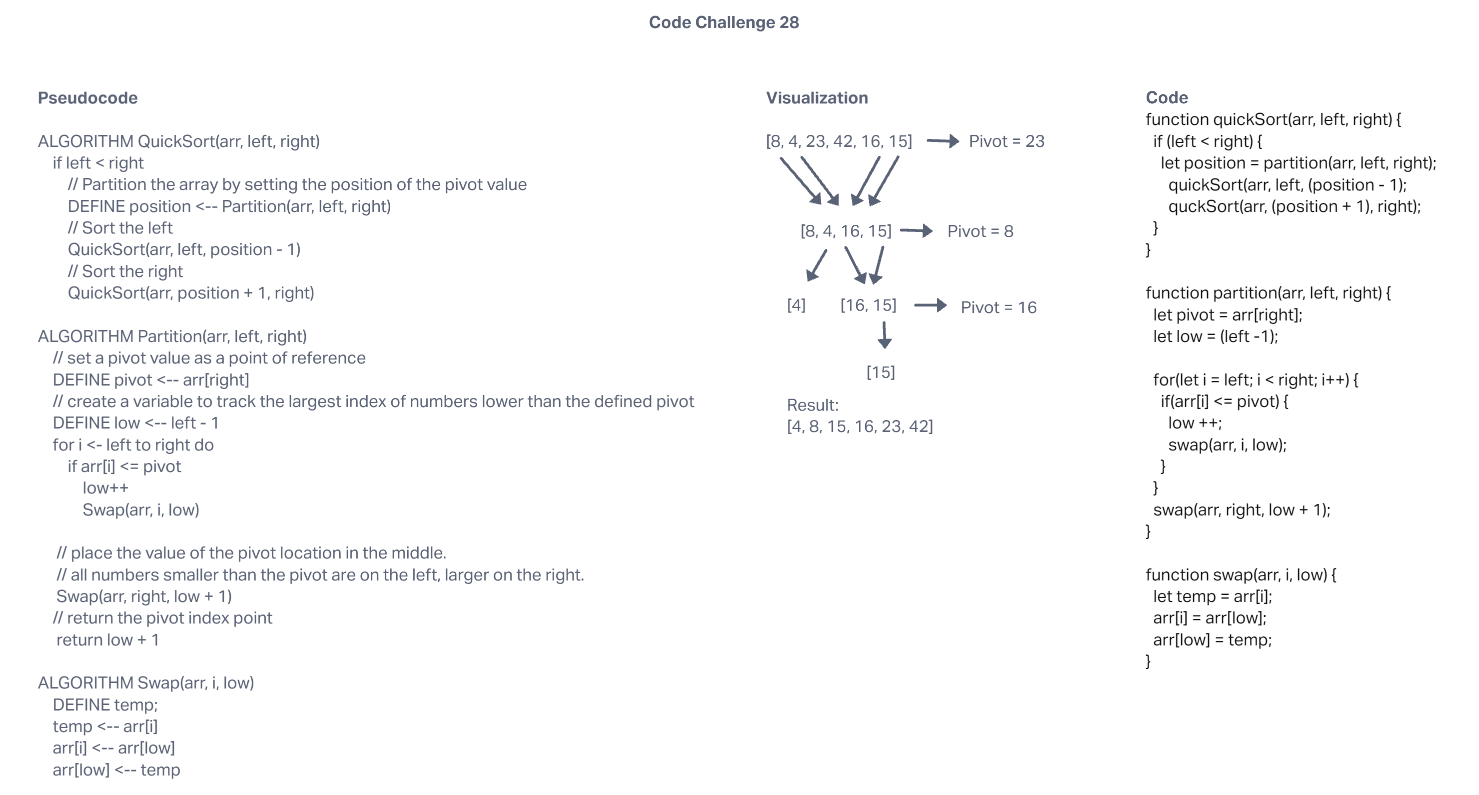 Code Challenge 28
Pseudocode
ALGORITHM QuickSort(arr, left, right)
if left < right
// Partition the array by setting the position of the pivot value
DEFINE position <-- Partition(arr, left, right)
// Sort the left
QuickSort(arr, left, position - 1)
// Sort the right
QuickSort(arr, position + 1, right)
ALGORITHM Partition(arr, left, right)
// set a pivot value as a point of reference
DEFINE pivot <-- arr[right]
// create a variable to track the largest index of numbers lower than the defined pivot
DEFINE low <-- left - 1
for i <- left to right do
if arr[i] <= pivot
low++
Swap(arr, i, low)
// place the value of the pivot location in the middle.
// all numbers smaller than the pivot are on the left, larger on the right.
Swap(arr, right, low + 1)
// return the pivot index point
return low + 1
ALGORITHM Swap(arr, i, low)
DEFINE temp;
temp <-- arr[i]
arr[i] <-- arr[low]
arr[low] <-- temp
Visualization
[8, 4, 23, 42, 16, 15] Pivot = 23
[8, 4, 16, 15] Pivot = 8
[4] [16, 15] Pivot = 16
[15]
Result:
[4, 8, 15, 16, 23, 42]
Code
function quickSort(arr, left, right) {
if (left < right) {
let position = partition(arr, left, right);
quickSort(arr, left, (position - 1);
quckSort(arr, (position + 1), right);
}
}
function partition(arr, left, right) {
let pivot = arr[right];
let low = (left -1);
for(let i = left; i < right; i++) {
if(arr[i] <= pivot) {
low ++;
swap(arr, i, low);
}
}
swap(arr, right, low + 1);
}
function swap(arr, i, low) {
let temp = arr[i];
arr[i] = arr[low];
arr[low] = temp;
}